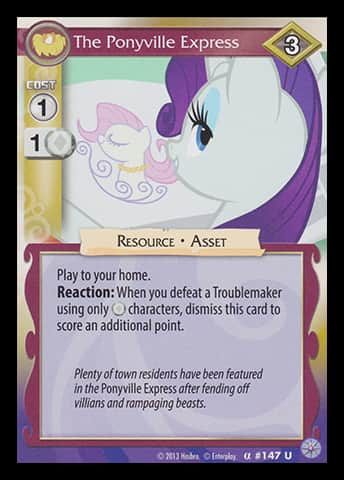 The Ponyville Express
3
COST
1
1
RESOURCE • ASSET
Play to your home.
Reaction: When you defeat a Troublemaker
using only characters, dismiss this card to
score an additional point.
Plenty of town residents have been featured
in the Ponyville Express after fending off
villians and rampaging beasts.
© 2013 Hasbro. © Enterplay. α #147 U